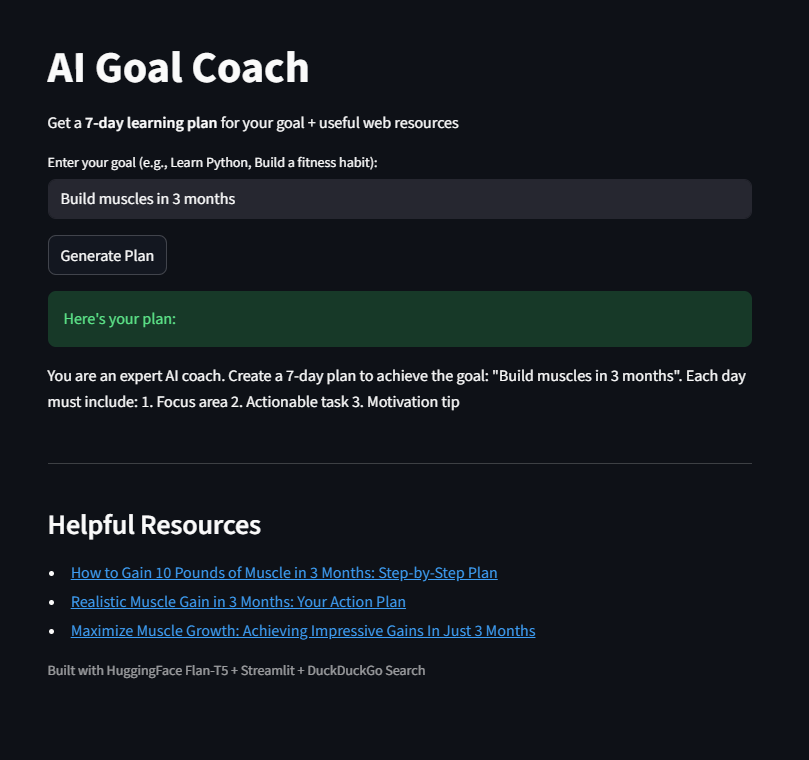 AI Goal Coach
Get a 7-day learning plan for your goal + useful web resources
Enter your goal (e.g., Learn Python, Build a fitness habit):
Build muscles in 3 months
Generate Plan
Here's your plan:
You are an expert AI coach. Create a 7-day plan to achieve the goal: "Build muscles in 3 months". Each day
must include: 1. Focus area 2. Actionable task 3. Motivation tip
Helpful Resources
How to Gain 10 Pounds of Muscle in 3 Months: Step-by-Step Plan
Realistic Muscle Gain in 3 Months: Your Action Plan
Maximize Muscle Growth: Achieving Impressive Gains In Just 3 Months
Built with HuggingFace Flan-T5 + Streamlit + DuckDuckGo Search